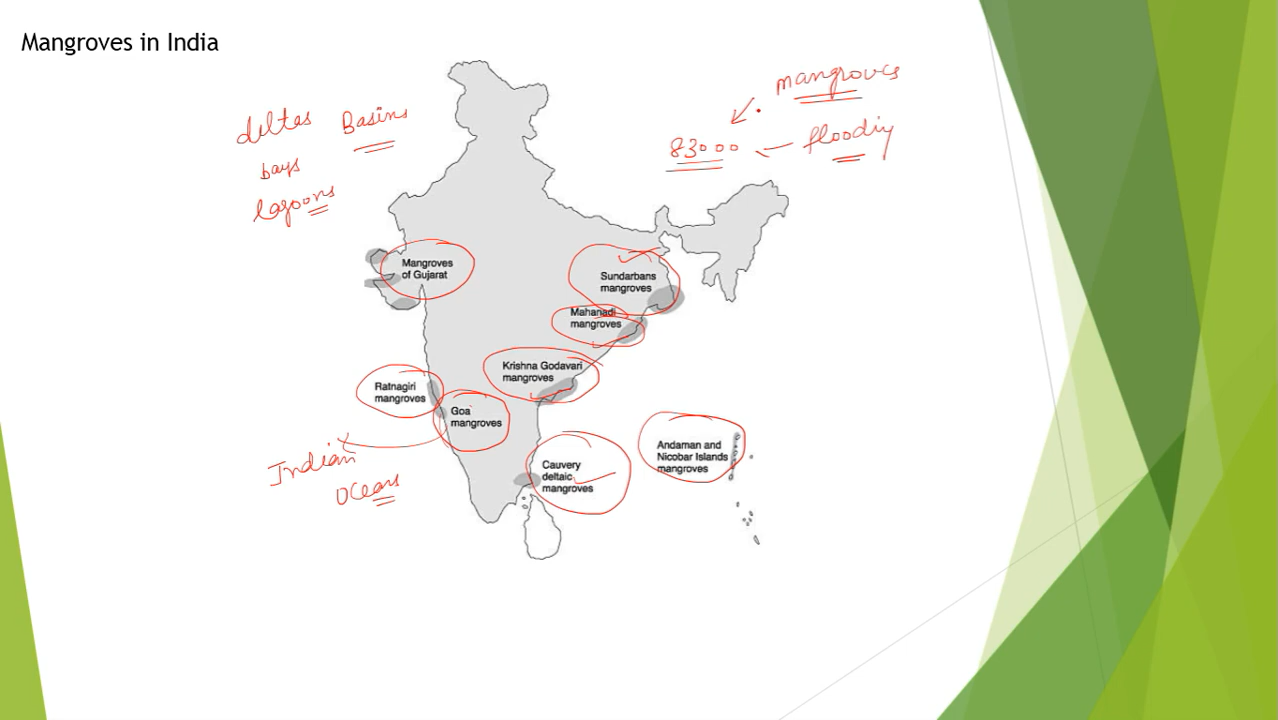 Mangroves in India
mangroves
deltas Basins
83000
flooding
bays
lagoons
Mangroves
of Gujarat
Sundarbans
mangroves
Mahanadi
mangroves
Krishna Godavari
mangroves
Ratnagiri
mangroves
Goa
mangroves
Andaman and
Nicobar Islands
mangroves
Cauvery
deltaic
mangroves
Indian
Ocean